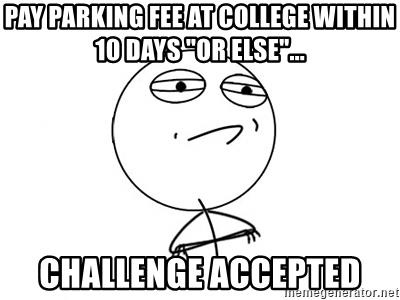 PAY PARKING FEE AT COLLEGE WITHIN
10 DAYS "OR ELSE"...
CHALLENGE ACCEPTED
memegenerator.net